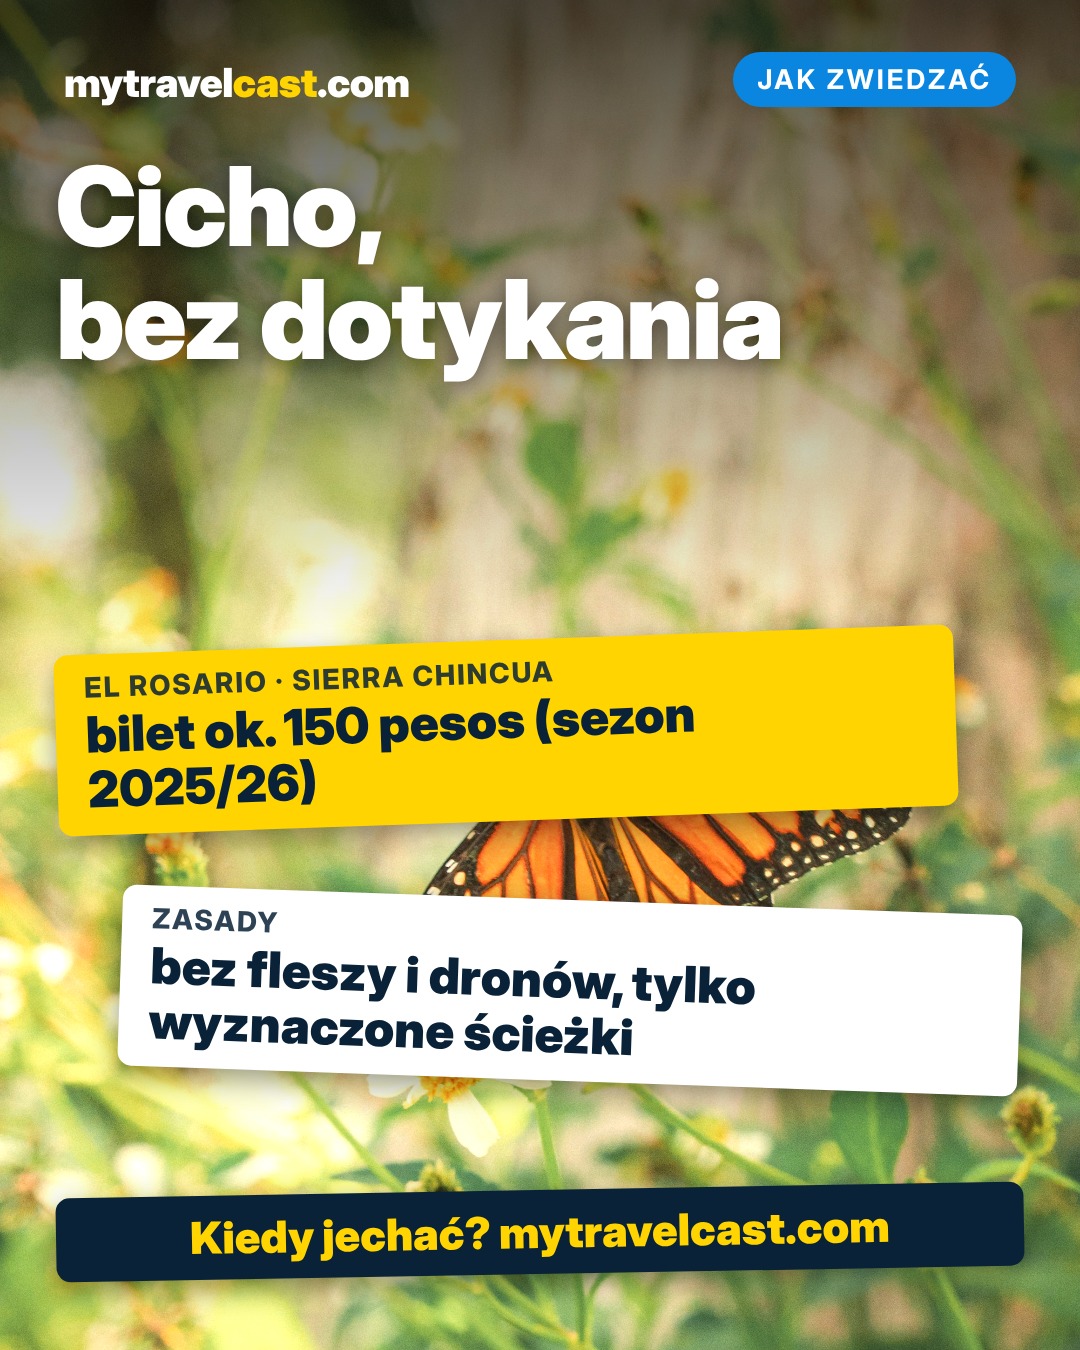 mytravelcast.com
JAK ZWIEDZAĆ
Cicho,
bez dotykania
EL ROSARIO · SIERRA CHINCUA
bilet ok. 150 pesos (sezon
2025/26)
ZASADY
bez fleszy i dronów, tylko
wyznaczone ścieżki
Kiedy jechać? mytravelcast.com